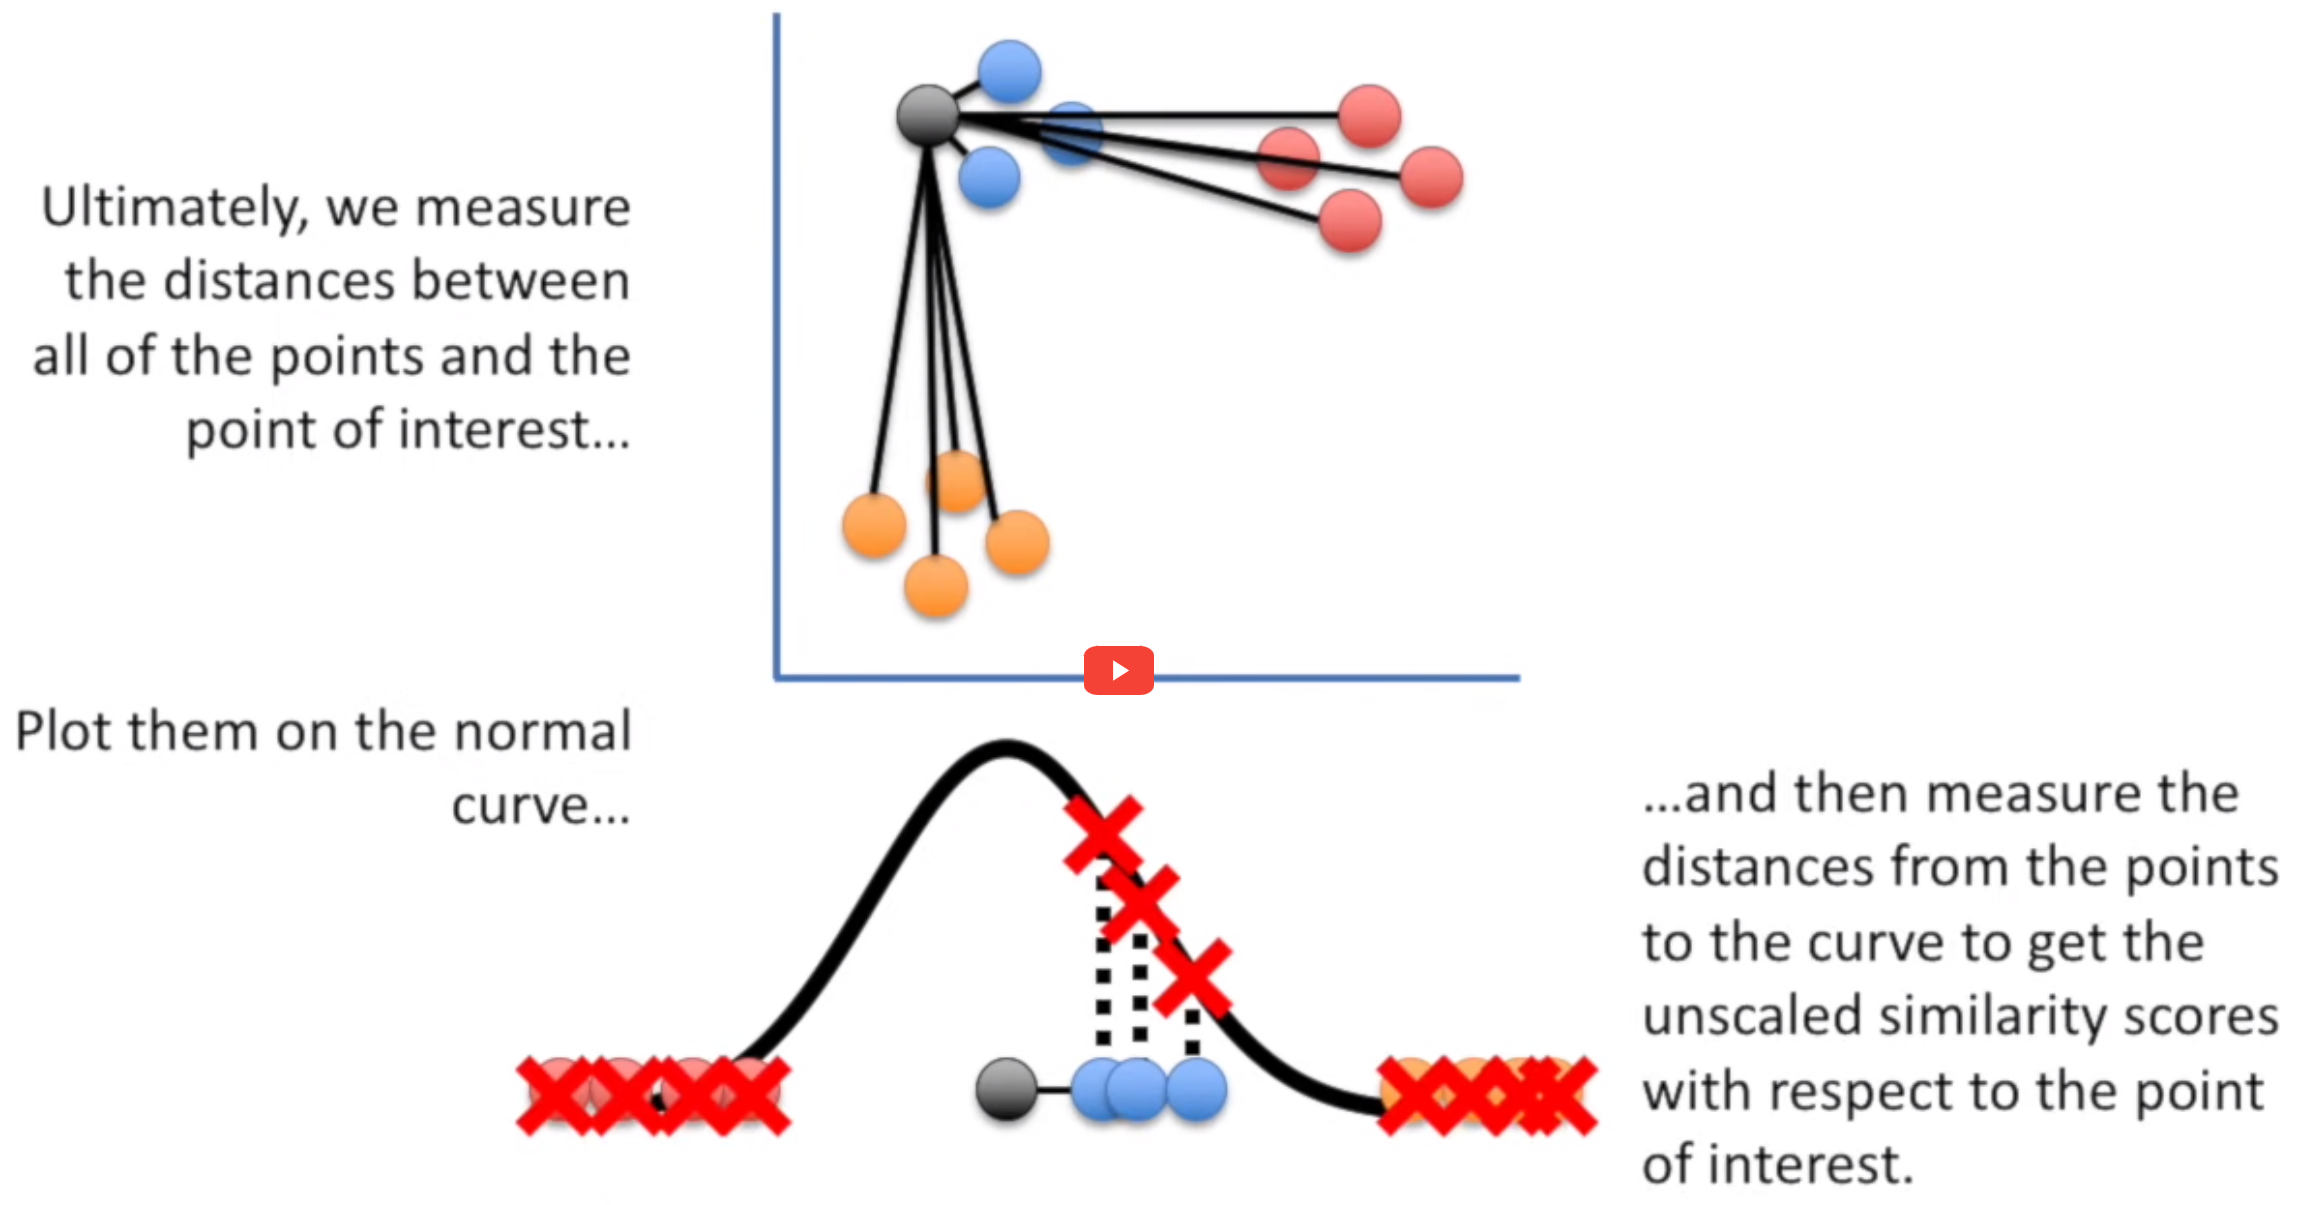 Ultimately, we measure
the distances between
all of the points and the
point of interest...
Plot them on the normal
curve...
...and then measure the
distances from the points
to the curve to get the
unscaled similarity scores
with respect to the point
of interest.